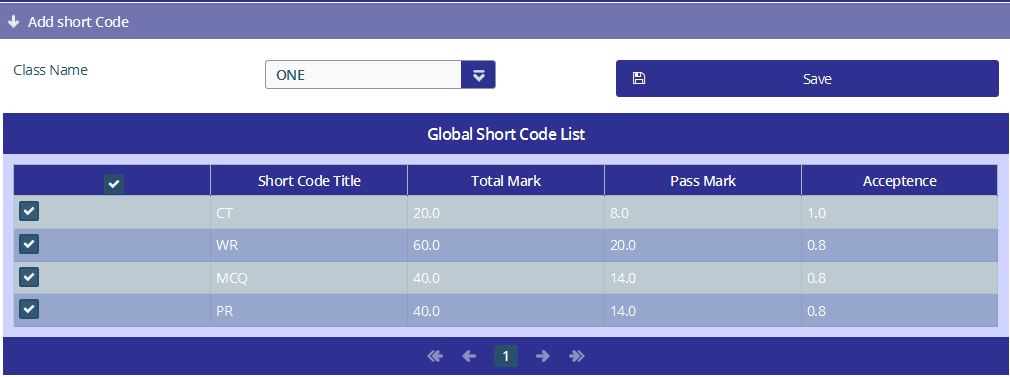 Add short Code
Class Name ONE Save
Global Short Code List
Short Code Title Total Mark Pass Mark Acceptence
CT 20.0 8.0 1.0
WR 60.0 20.0 0.8
MCQ 40.0 14.0 0.8
PR 40.0 14.0 0.8
1